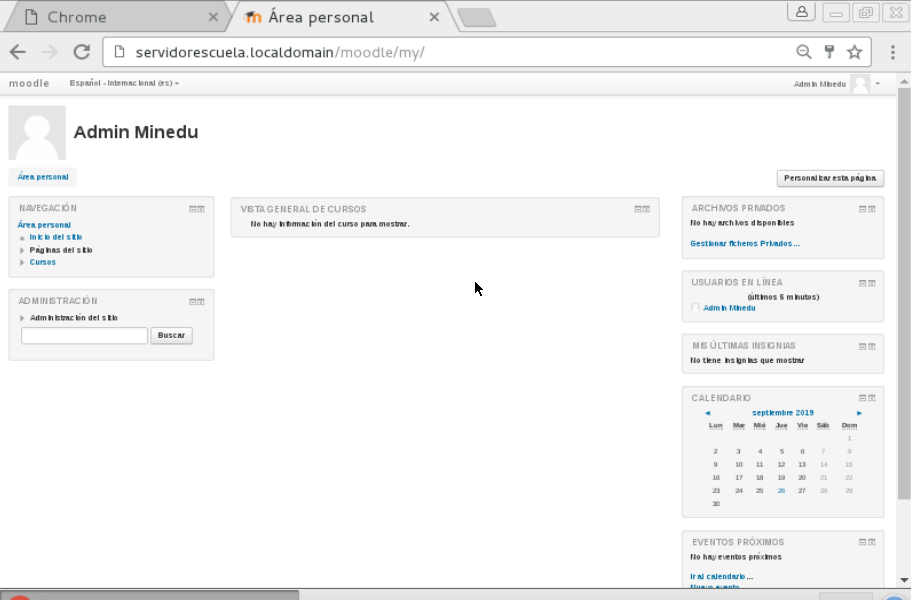 Chrome
Área personal
servidorescuela.localdomain/moodle/my/
moodle
Español - Internacional (es)
Admin Minedu
Admin Minedu
Área personal
Personalizar esta página
NAVEGACIÓN
Área personal
Inicio del sitio
Páginas del sitio
Cursos
ADMINISTRACIÓN
Administración del sitio
Buscar
VISTA GENERAL DE CURSOS
No hay información del curso para mostrar.
ARCHIVOS PRIVADOS
No hay archivos disponibles
Gestionar ficheros Privados...
USUARIOS EN LÍNEA
(últimos 5 minutos)
Admin Minedu
MIS ÚLTIMAS INSIGNIAS
No tiene insignias que mostrar
CALENDARIO
◄ septiembre 2019 ►
Lun Mar Mié Jue Vie Sáb Dom
1
2 3 4 5 6 7 8
9 10 11 12 13 14 15
16 17 18 19 20 21 22
23 24 25 26 27 28 29
30
EVENTOS PRÓXIMOS
No hay eventos próximos
Ir al calendario...
Nuevo evento...